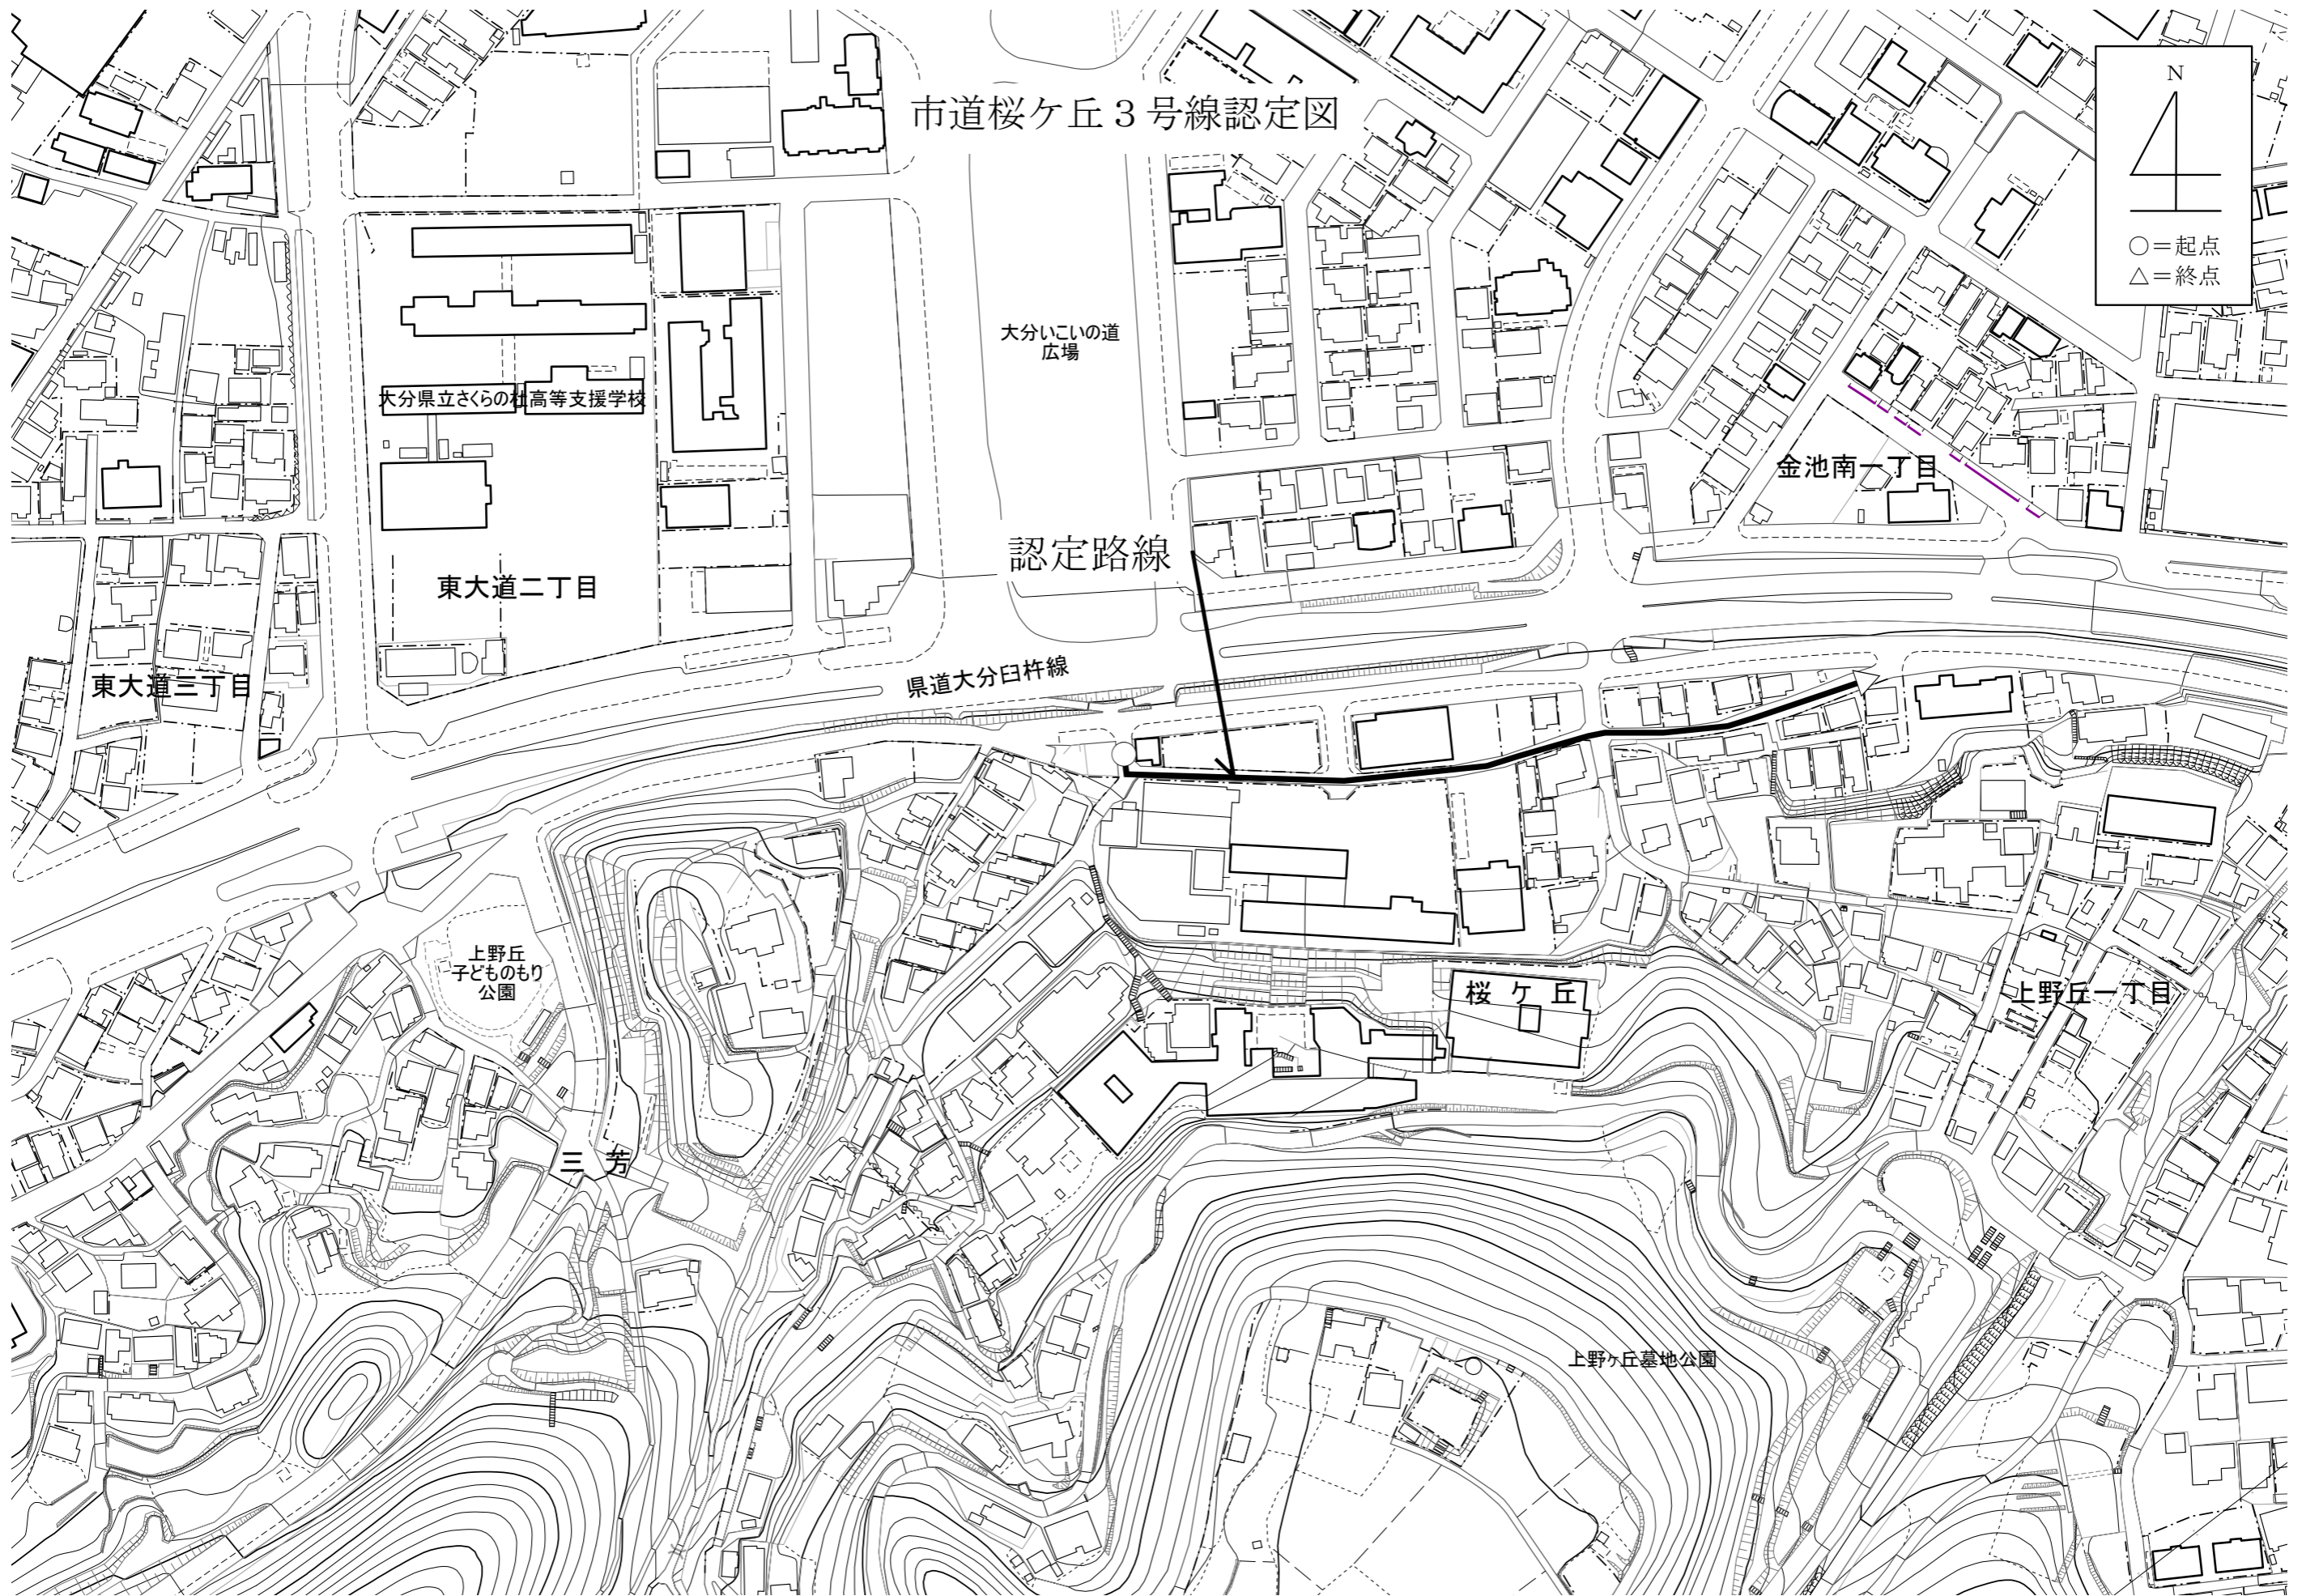 市道桜ケ丘３号線認定図
N
○＝起点
△＝終点
大分いこいの道
広場
大分県立さくらの杜高等支援学校
金池南一丁目
認定路線
東大道二丁目
県道大分臼杵線
東大道三丁目
上野丘
子どものもり
公園
桜ケ丘
上野丘一丁目
三芳
上野ヶ丘墓地公園